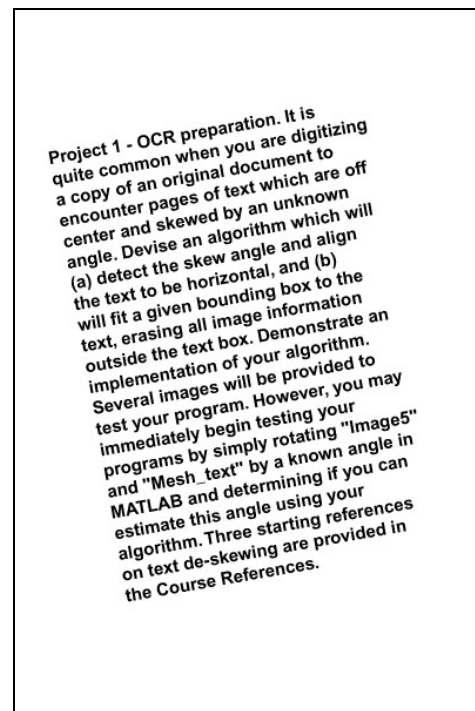 Project 1 - OCR preparation. It is
quite common when you are digitizing
a copy of an original document to
encounter pages of text which are off
center and skewed by an unknown
angle. Devise an algorithm which will
(a) detect the skew angle and align
the text to be horizontal, and (b)
will fit a given bounding box to the
text, erasing all image information
outside the text box. Demonstrate an
implementation of your algorithm.
Several images will be provided to
test your program. However, you may
immediately begin testing your
programs by simply rotating "Image5"
and "Mesh_text" by a known angle in
MATLAB and determining if you can
estimate this angle using your
algorithm. Three starting references
on text de-skewing are provided in
the Course References.